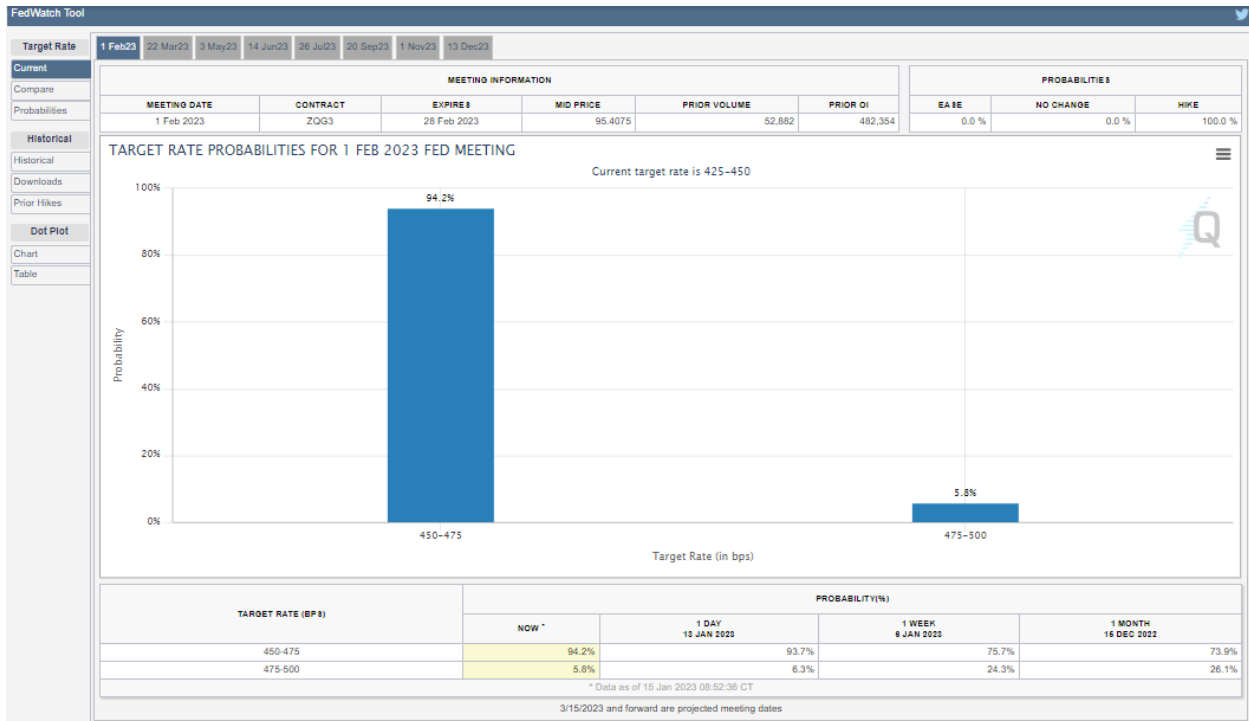 FedWatch Tool
Target Rate
Current
Compare
Probabilities
Historical
Historical
Downloads
Prior Hikes
Dot Plot
Chart
Table
1 Feb23 22 Mar23 3 May23 14 Jun23 26 Jul23 20 Sep23 1 Nov23 13 Dec23
MEETING INFORMATION
MEETING DATE CONTRACT EXPIRES MID PRICE PRIOR VOLUME PRIOR OI
1 Feb 2023 ZQG3 28 Feb 2023 95.4075 52,882 482,354
PROBABILITIES
EASE NO CHANGE HIKE
0.0 % 0.0 % 100.0 %
TARGET RATE PROBABILITIES FOR 1 FEB 2023 FED MEETING
Current target rate is 425-450
Probability
100%
80%
60%
40%
20%
0%
94.2%
5.8%
450-475 475-500
Target Rate (in bps)
Q
TARGET RATE (BPS) PROBABILITY(%)
NOW * 1 DAY 1 WEEK 1 MONTH
13 JAN 2023 6 JAN 2023 15 DEC 2022
450-475 94.2% 93.7% 75.7% 73.9%
475-500 5.8% 6.3% 24.3% 26.1%
* Data as of 15 Jan 2023 08:52:36 CT
3/15/2023 and forward are projected meeting dates